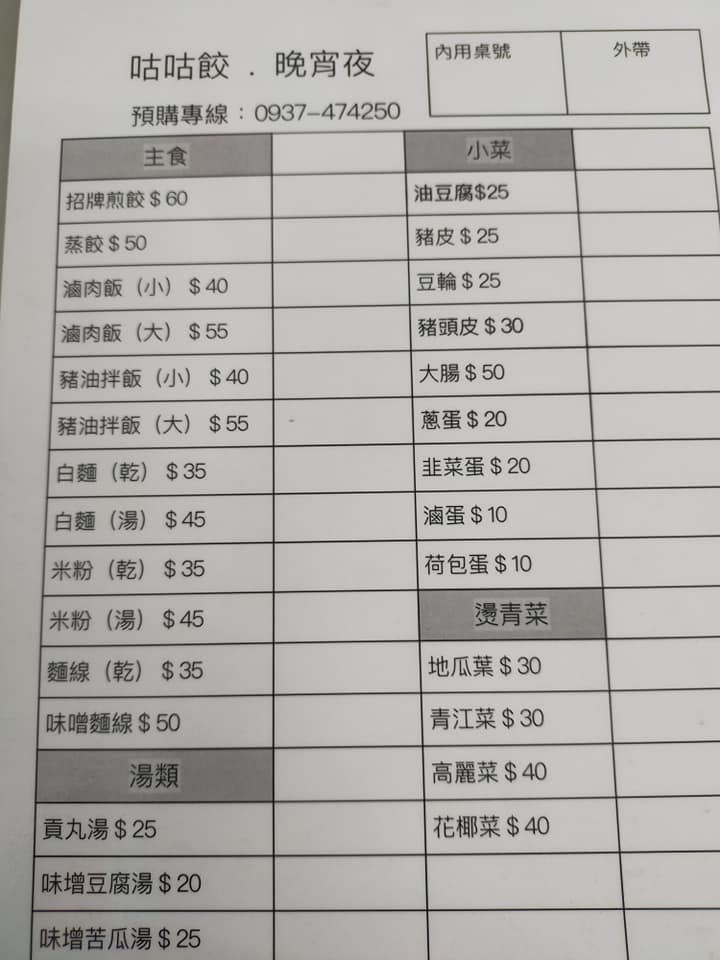 咕咕餃 . 晚宵夜
內用桌號
外帶
預購專線：0937-474250
主食
招牌煎餃 $ 60
蒸餃 $ 50
滷肉飯（小） $ 40
滷肉飯（大） $ 55
豬油拌飯（小） $ 40
豬油拌飯（大） $ 55
白麵（乾） $ 35
白麵（湯） $ 45
米粉（乾） $ 35
米粉（湯） $ 45
麵線（乾） $ 35
味噌麵線 $ 50
湯類
貢丸湯 $ 25
味增豆腐湯 $ 20
味增苦瓜湯 $ 25
小菜
油豆腐$25
豬皮 $ 25
豆輪 $ 25
豬頭皮 $ 30
大腸 $ 50
蔥蛋 $ 20
韭菜蛋 $ 20
滷蛋 $ 10
荷包蛋 $ 10
燙青菜
地瓜葉 $ 30
青江菜 $ 30
高麗菜 $ 40
花椰菜 $ 40